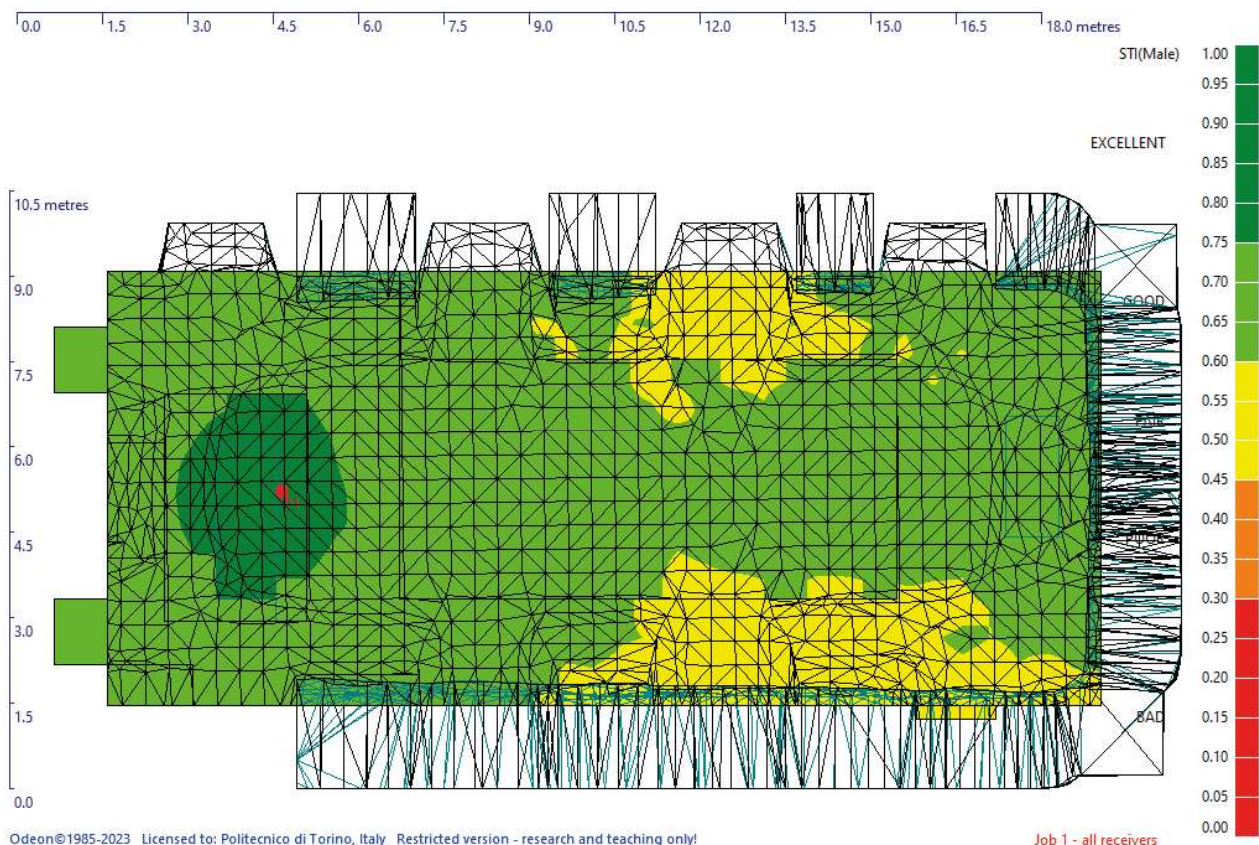 0.0 1.5 3.0 4.5 6.0 7.5 9.0 10.5 12.0 13.5 15.0 16.5 18.0 metres
STI(Male)
1.00
0.95
0.90
EXCELLENT
0.85
0.80
10.5 metres
0.75
0.70
9.0
GOOD
0.65
0.60
7.5
0.55
FAIR
0.50
6.0
0.45
0.40
4.5
POOR
0.35
0.30
3.0
0.25
0.20
1.5
BAD
0.15
0.10
0.05
0.0
0.00
Odeon©1985-2023 Licensed to: Politecnico di Torino, Italy Restricted version - research and teaching only!
Job 1 - all receivers